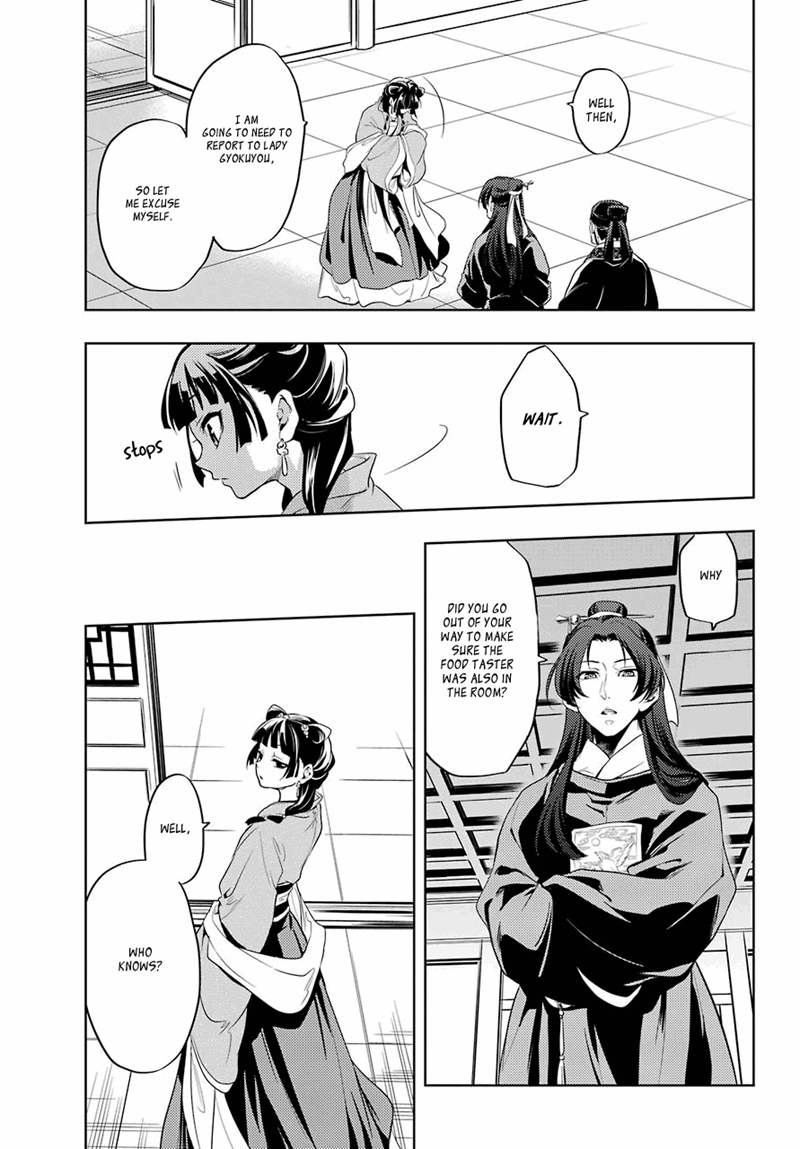 WELL
THEN,
I AM
GOING TO NEED TO
REPORT TO LADY
GYOKUYOU,
SO LET
ME EXCUSE
MYSELF.
WAIT.
stops
WHY
DID YOU GO
OUT OF YOUR
WAY TO MAKE
SURE THE
FOOD TASTER
WAS ALSO IN
THE ROOM?
WELL,
WHO
KNOWS?